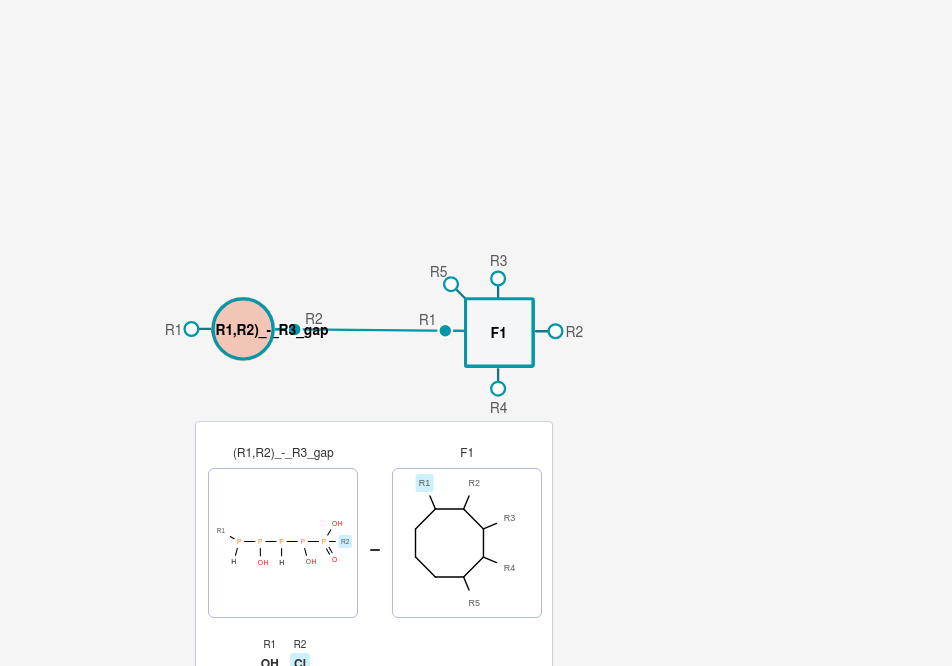 R3
R5
R1
R1,R2)_-_R3_gap
R2
R1
F1
R2
R4
(R1,R2)_-_R3_gap
F1
R1
P
P
P
P
P
H
OH
H
OH
OH
O
R2
–
R1
R2
R3
R4
R5
R1 R2
OH Cl